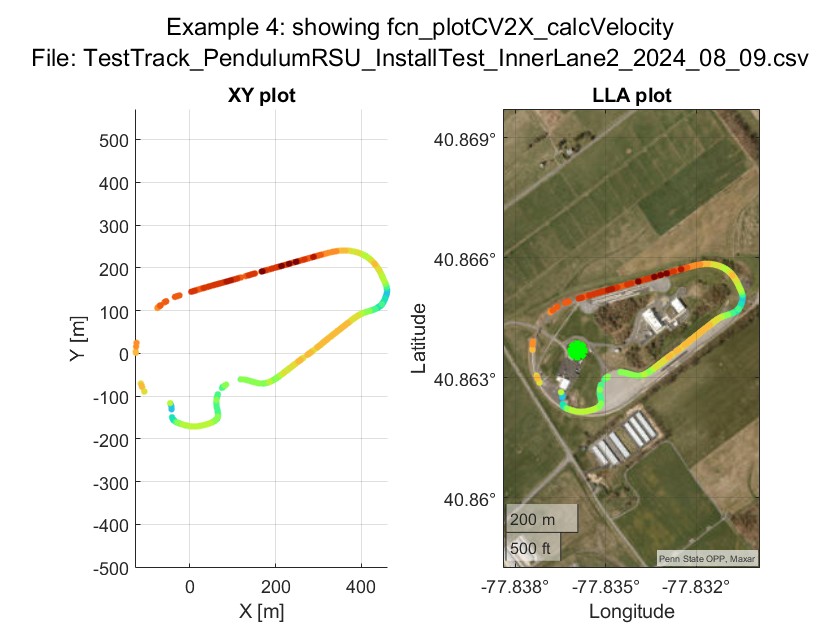 Example 4: showing fcn_plotCV2X_calcVelocity
File: TestTrack_PendulumRSU_InstallTest_InnerLane2_2024_08_09.csv
XY plot
500
400
300
200
100
0
-100
-200
-300
-400
-500
Y [m]
0
200
400
X [m]
LLA plot
40.869°
40.866°
40.863°
40.86°
Latitude
200 m
500 ft
Penn State OPP, Maxar
-77.838°
-77.835°
-77.832°
Longitude